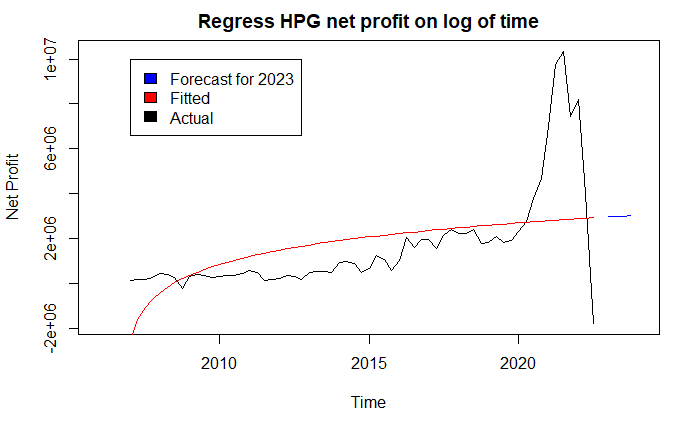 Regress HPG net profit on log of time
Net Profit
1e+07
6e+06
2e+06
-2e+06
Forecast for 2023
Fitted
Actual
2010 2015 2020
Time